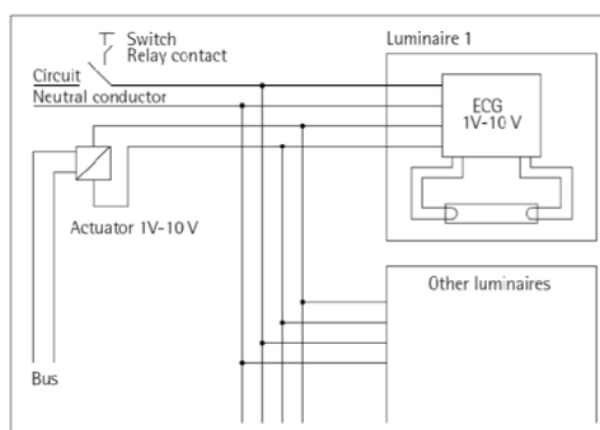 Switch
Relay contact
Luminaire 1
Circuit
Neutral conductor
ECG
1V-10 V
Actuator 1V-10 V
Other luminaires
Bus